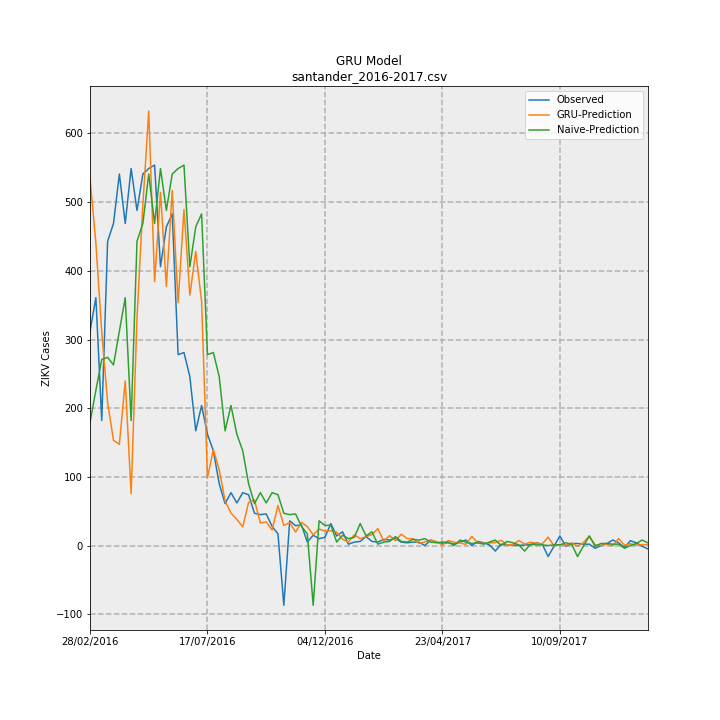 GRU Model
santander_2016-2017.csv
Observed
GRU-Prediction
Naive-Prediction
ZIKV Cases
600
500
400
300
200
100
0
−100
28/02/2016
17/07/2016
04/12/2016
23/04/2017
10/09/2017
Date